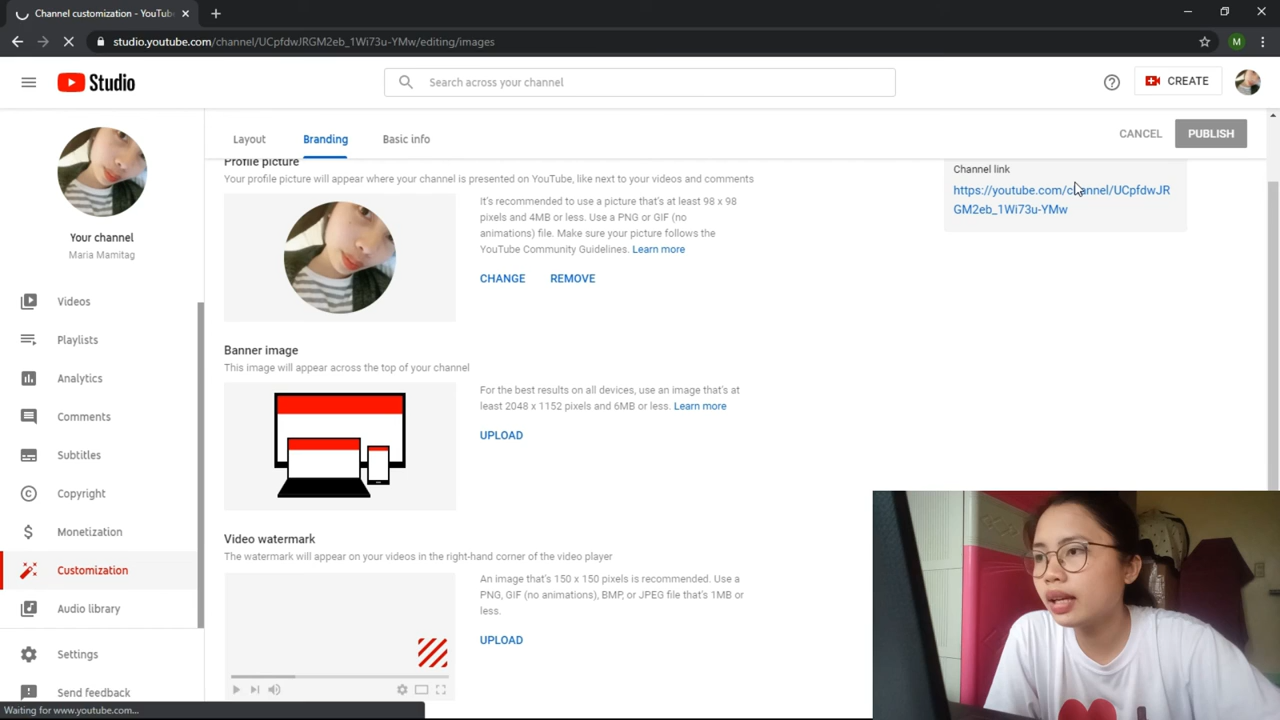 Channel customization - YouTub
studio.youtube.com/channel/UCpfdwJRGM2eb_1Wi73u-YMw/editing/images
M
Studio
Search across your channel
CREATE
Layout
Branding
Basic info
CANCEL
PUBLISH
Your channel
Maria Mamitag
Videos
Playlists
Analytics
Comments
Subtitles
Copyright
Monetization
Customization
Audio library
Settings
Send feedback
Profile picture
Your profile picture will appear where your channel is presented on YouTube, like next to your videos and comments
It's recommended to use a picture that's at least 98 x 98
pixels and 4MB or less. Use a PNG or GIF (no
animations) file. Make sure your picture follows the
YouTube Community Guidelines. Learn more
CHANGE
REMOVE
Channel link
https://youtube.com/channel/UCpfdwJR
GM2eb_1Wi73u-YMw
Banner image
This image will appear across the top of your channel
For the best results on all devices, use an image that's at
least 2048 x 1152 pixels and 6MB or less. Learn more
UPLOAD
Video watermark
The watermark will appear on your videos in the right-hand corner of the video player
An image that's 150 x 150 pixels is recommended. Use a
PNG, GIF (no animations), BMP, or JPEG file that's 1MB or
less.
UPLOAD
Waiting for www.youtube.com...